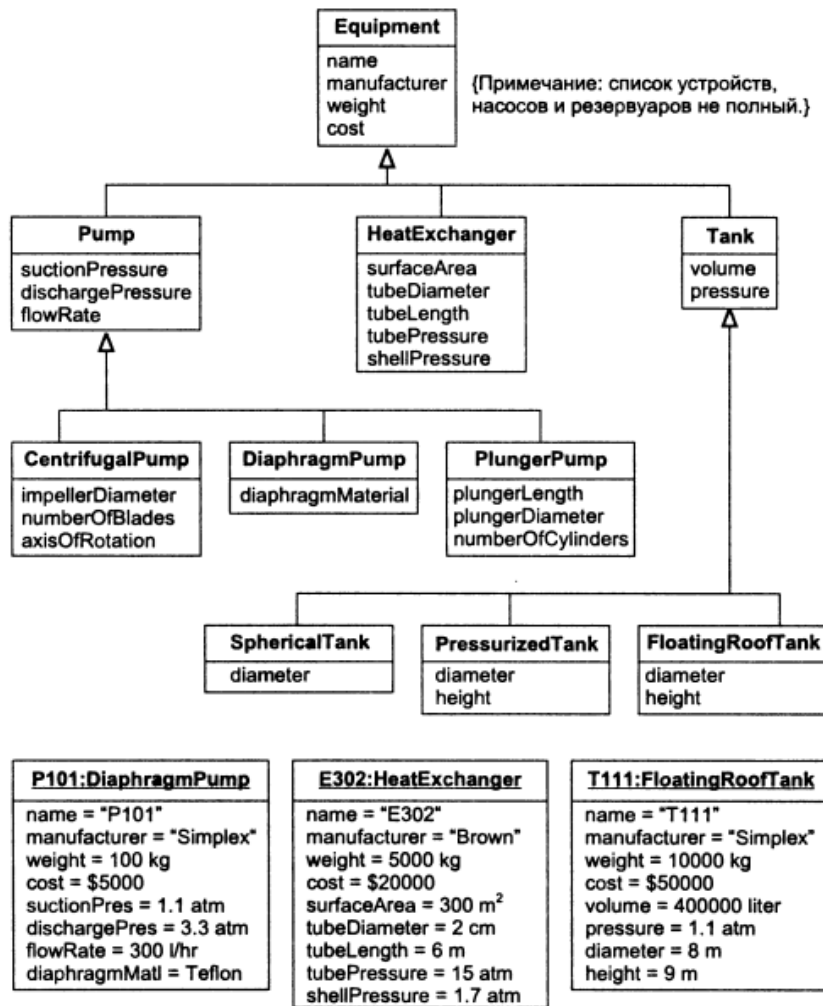 Equipment
name
manufacturer
weight
cost
{Примечание: список устройств,
насосов и резервуаров не полный.}
Pump
suctionPressure
dischargePressure
flowRate
HeatExchanger
surfaceArea
tubeDiameter
tubeLength
tubePressure
shellPressure
Tank
volume
pressure
CentrifugalPump
impellerDiameter
numberOfBlades
axisOfRotation
DiaphragmPump
diaphragmMaterial
PlungerPump
plungerLength
plungerDiameter
numberOfCylinders
SphericalTank
diameter
PressurizedTank
diameter
height
FloatingRoofTank
diameter
height
P101:DiaphragmPump
name = "P101"
manufacturer = "Simplex"
weight = 100 kg
cost = $5000
suctionPres = 1.1 atm
dischargePres = 3.3 atm
flowRate = 300 l/hr
diaphragmMatl = Teflon
E302:HeatExchanger
name = "E302"
manufacturer = "Brown"
weight = 5000 kg
cost = $20000
surfaceArea = 300 m²
tubeDiameter = 2 cm
tubeLength = 6 m
tubePressure = 15 atm
shellPressure = 1.7 atm
T111:FloatingRoofTank
name = "T111"
manufacturer = "Simplex"
weight = 10000 kg
cost = $50000
volume = 400000 liter
pressure = 1.1 atm
diameter = 8 m
height = 9 m